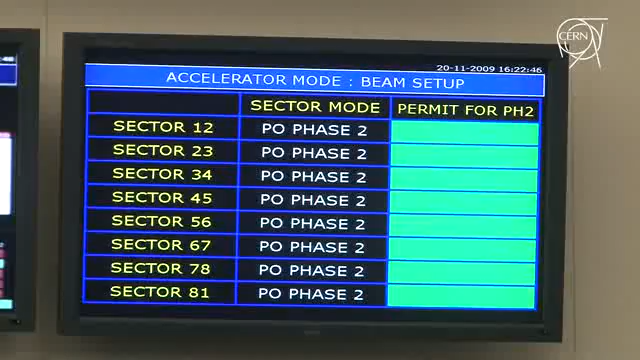 CERN
20-11-2009 16:22:46
ACCELERATOR MODE : BEAM SETUP
SECTOR MODE PERMIT FOR PH2
SECTOR 12 PO PHASE 2
SECTOR 23 PO PHASE 2
SECTOR 34 PO PHASE 2
SECTOR 45 PO PHASE 2
SECTOR 56 PO PHASE 2
SECTOR 67 PO PHASE 2
SECTOR 78 PO PHASE 2
SECTOR 81 PO PHASE 2